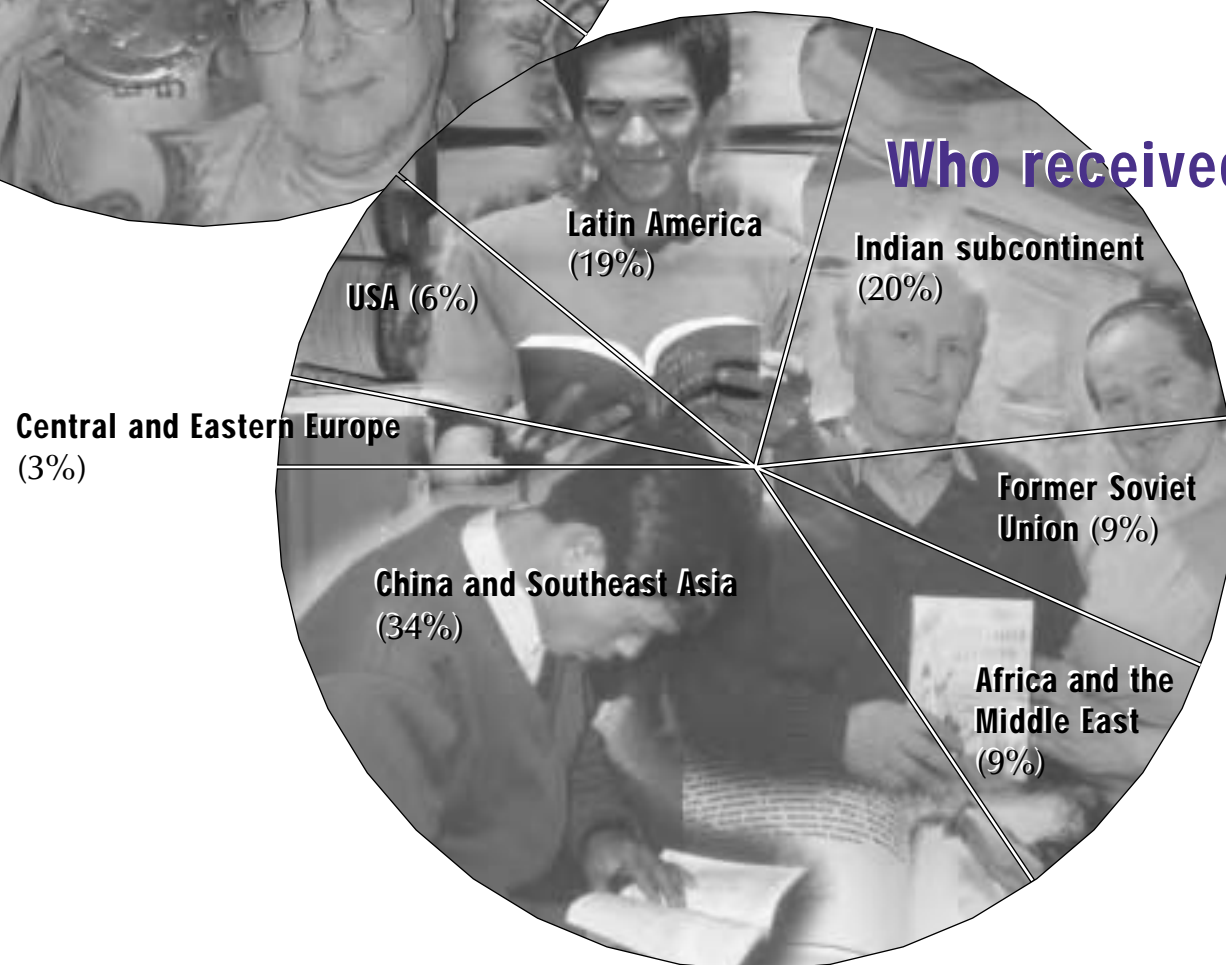 Who received
Latin America
(19%)
Indian subcontinent
(20%)
USA (6%)
Central and Eastern Europe
(3%)
Former Soviet
Union (9%)
China and Southeast Asia
(34%)
Africa and the
Middle East
(9%)